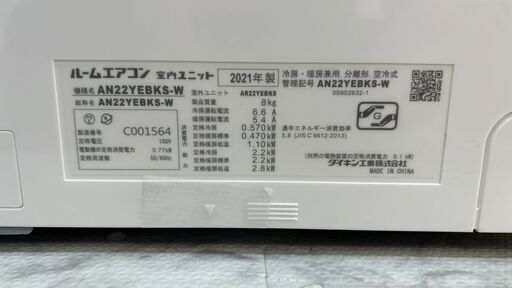 ルームエアコン 室内ユニット 2021年製 冷房・暖房兼用, 分離形, 空冷式
機種名 AN22YEBKS-W 室外ユニット AR22YEBKS 管理記号 AN22YEBKS-W
総称名 AN22YEBKS-W 製品質量 8kg 3S602632-1
冷房運転電流 6.6 A
暖房運転電流 5.4 A
製造番号 C001564 定格冷房 0.570kW
定格電圧 100V 定格暖房標準 0.470kW 通年エネルギー消費効率
電動機の定格消費電力 0.77kW 定格暖房低温 1.10kW 5.8 (JIS C 9612:2013)
定格周波数 50/60Hz 定格冷房 2.2kW
定格暖房標準 2.2kW
定格暖房低温 2.8kW ダイキン工業株式会社
MADE IN CHINA